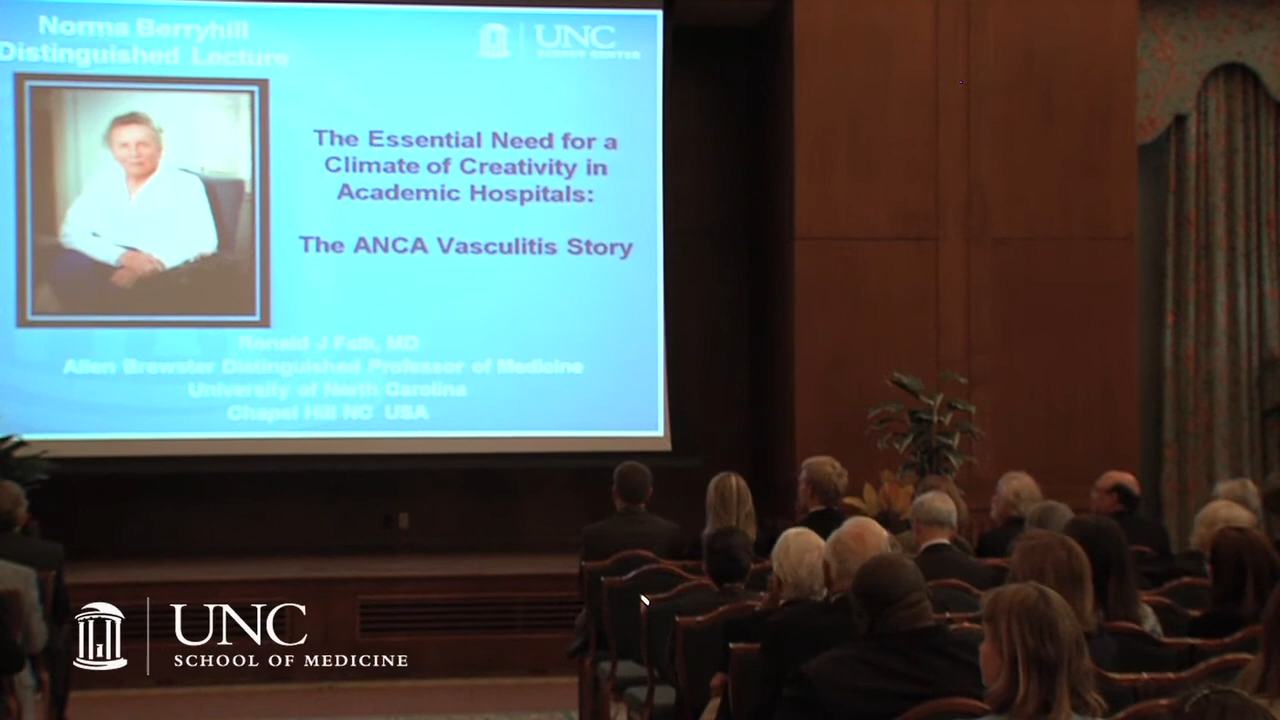 Norma Berryhill
Distinguished Lecture
UNC
KIDNEY CENTER
The Essential Need for a
Climate of Creativity in
Academic Hospitals:
The ANCA Vasculitis Story
Ronald J Falk, MD
Allen Brewster Distinguished Professor of Medicine
University of North Carolina
Chapel Hill NC USA
UNC
SCHOOL OF MEDICINE